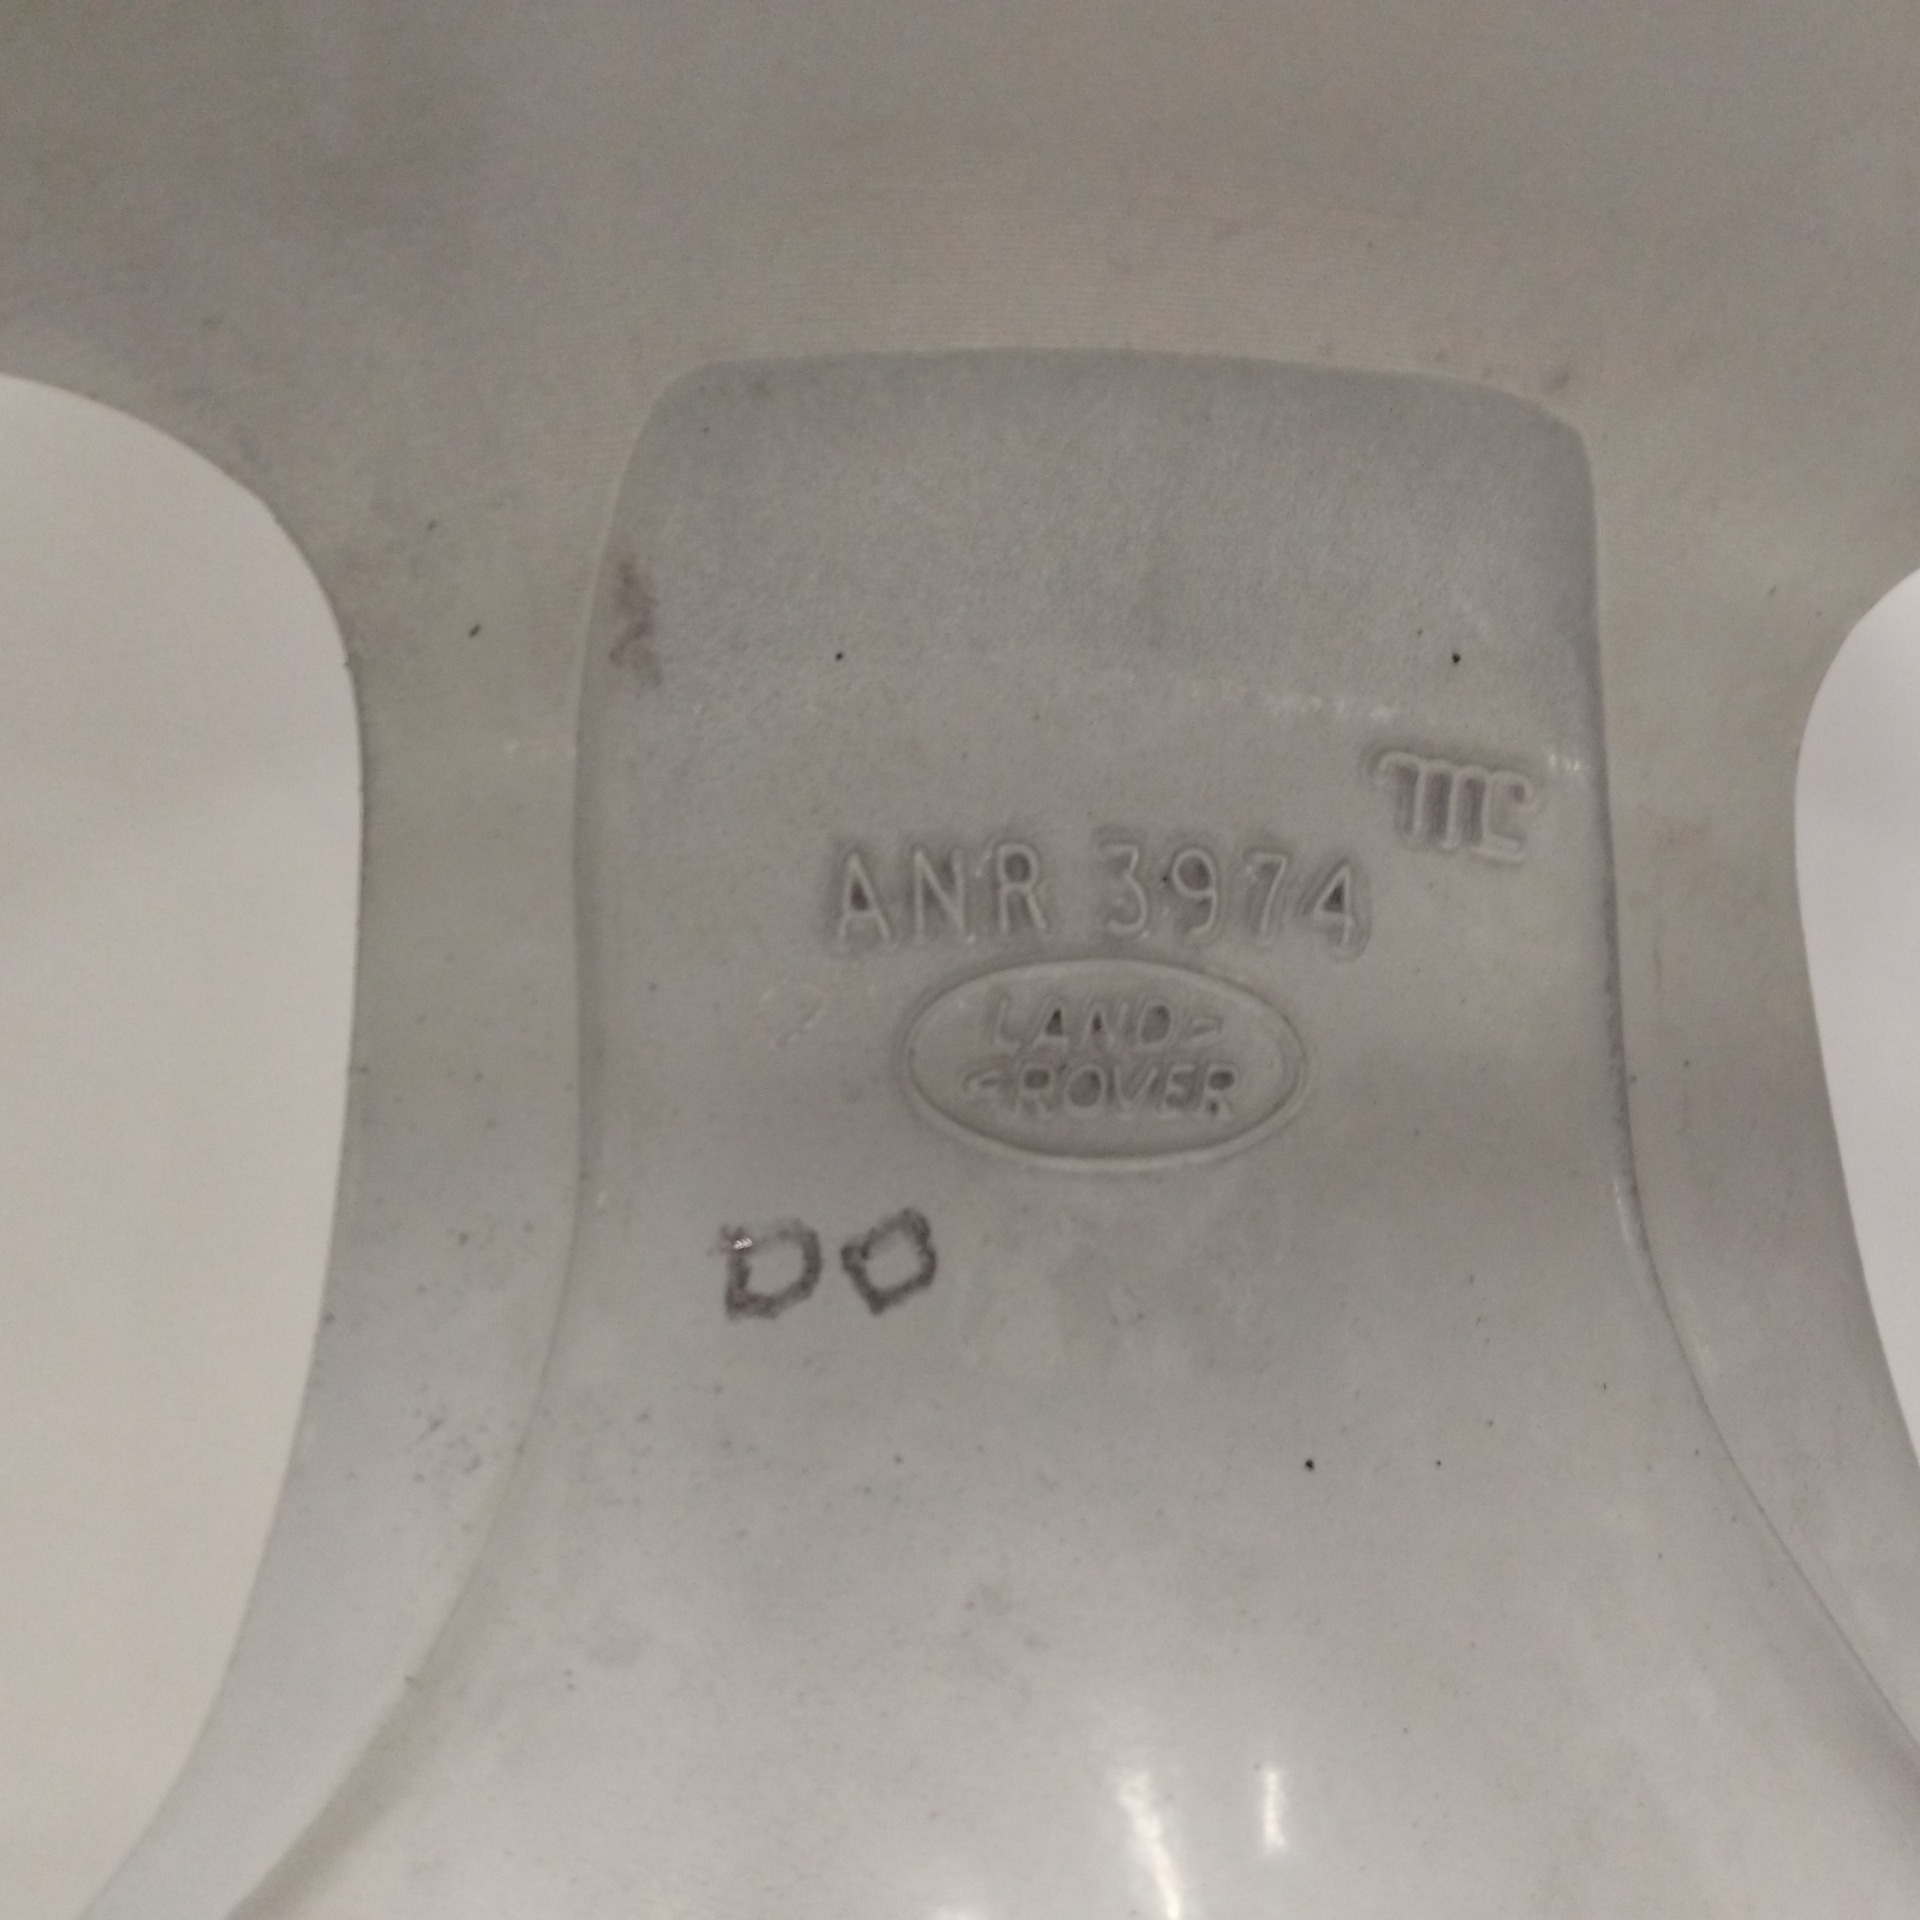 ANR 3974
LAND-
-ROVER
DO